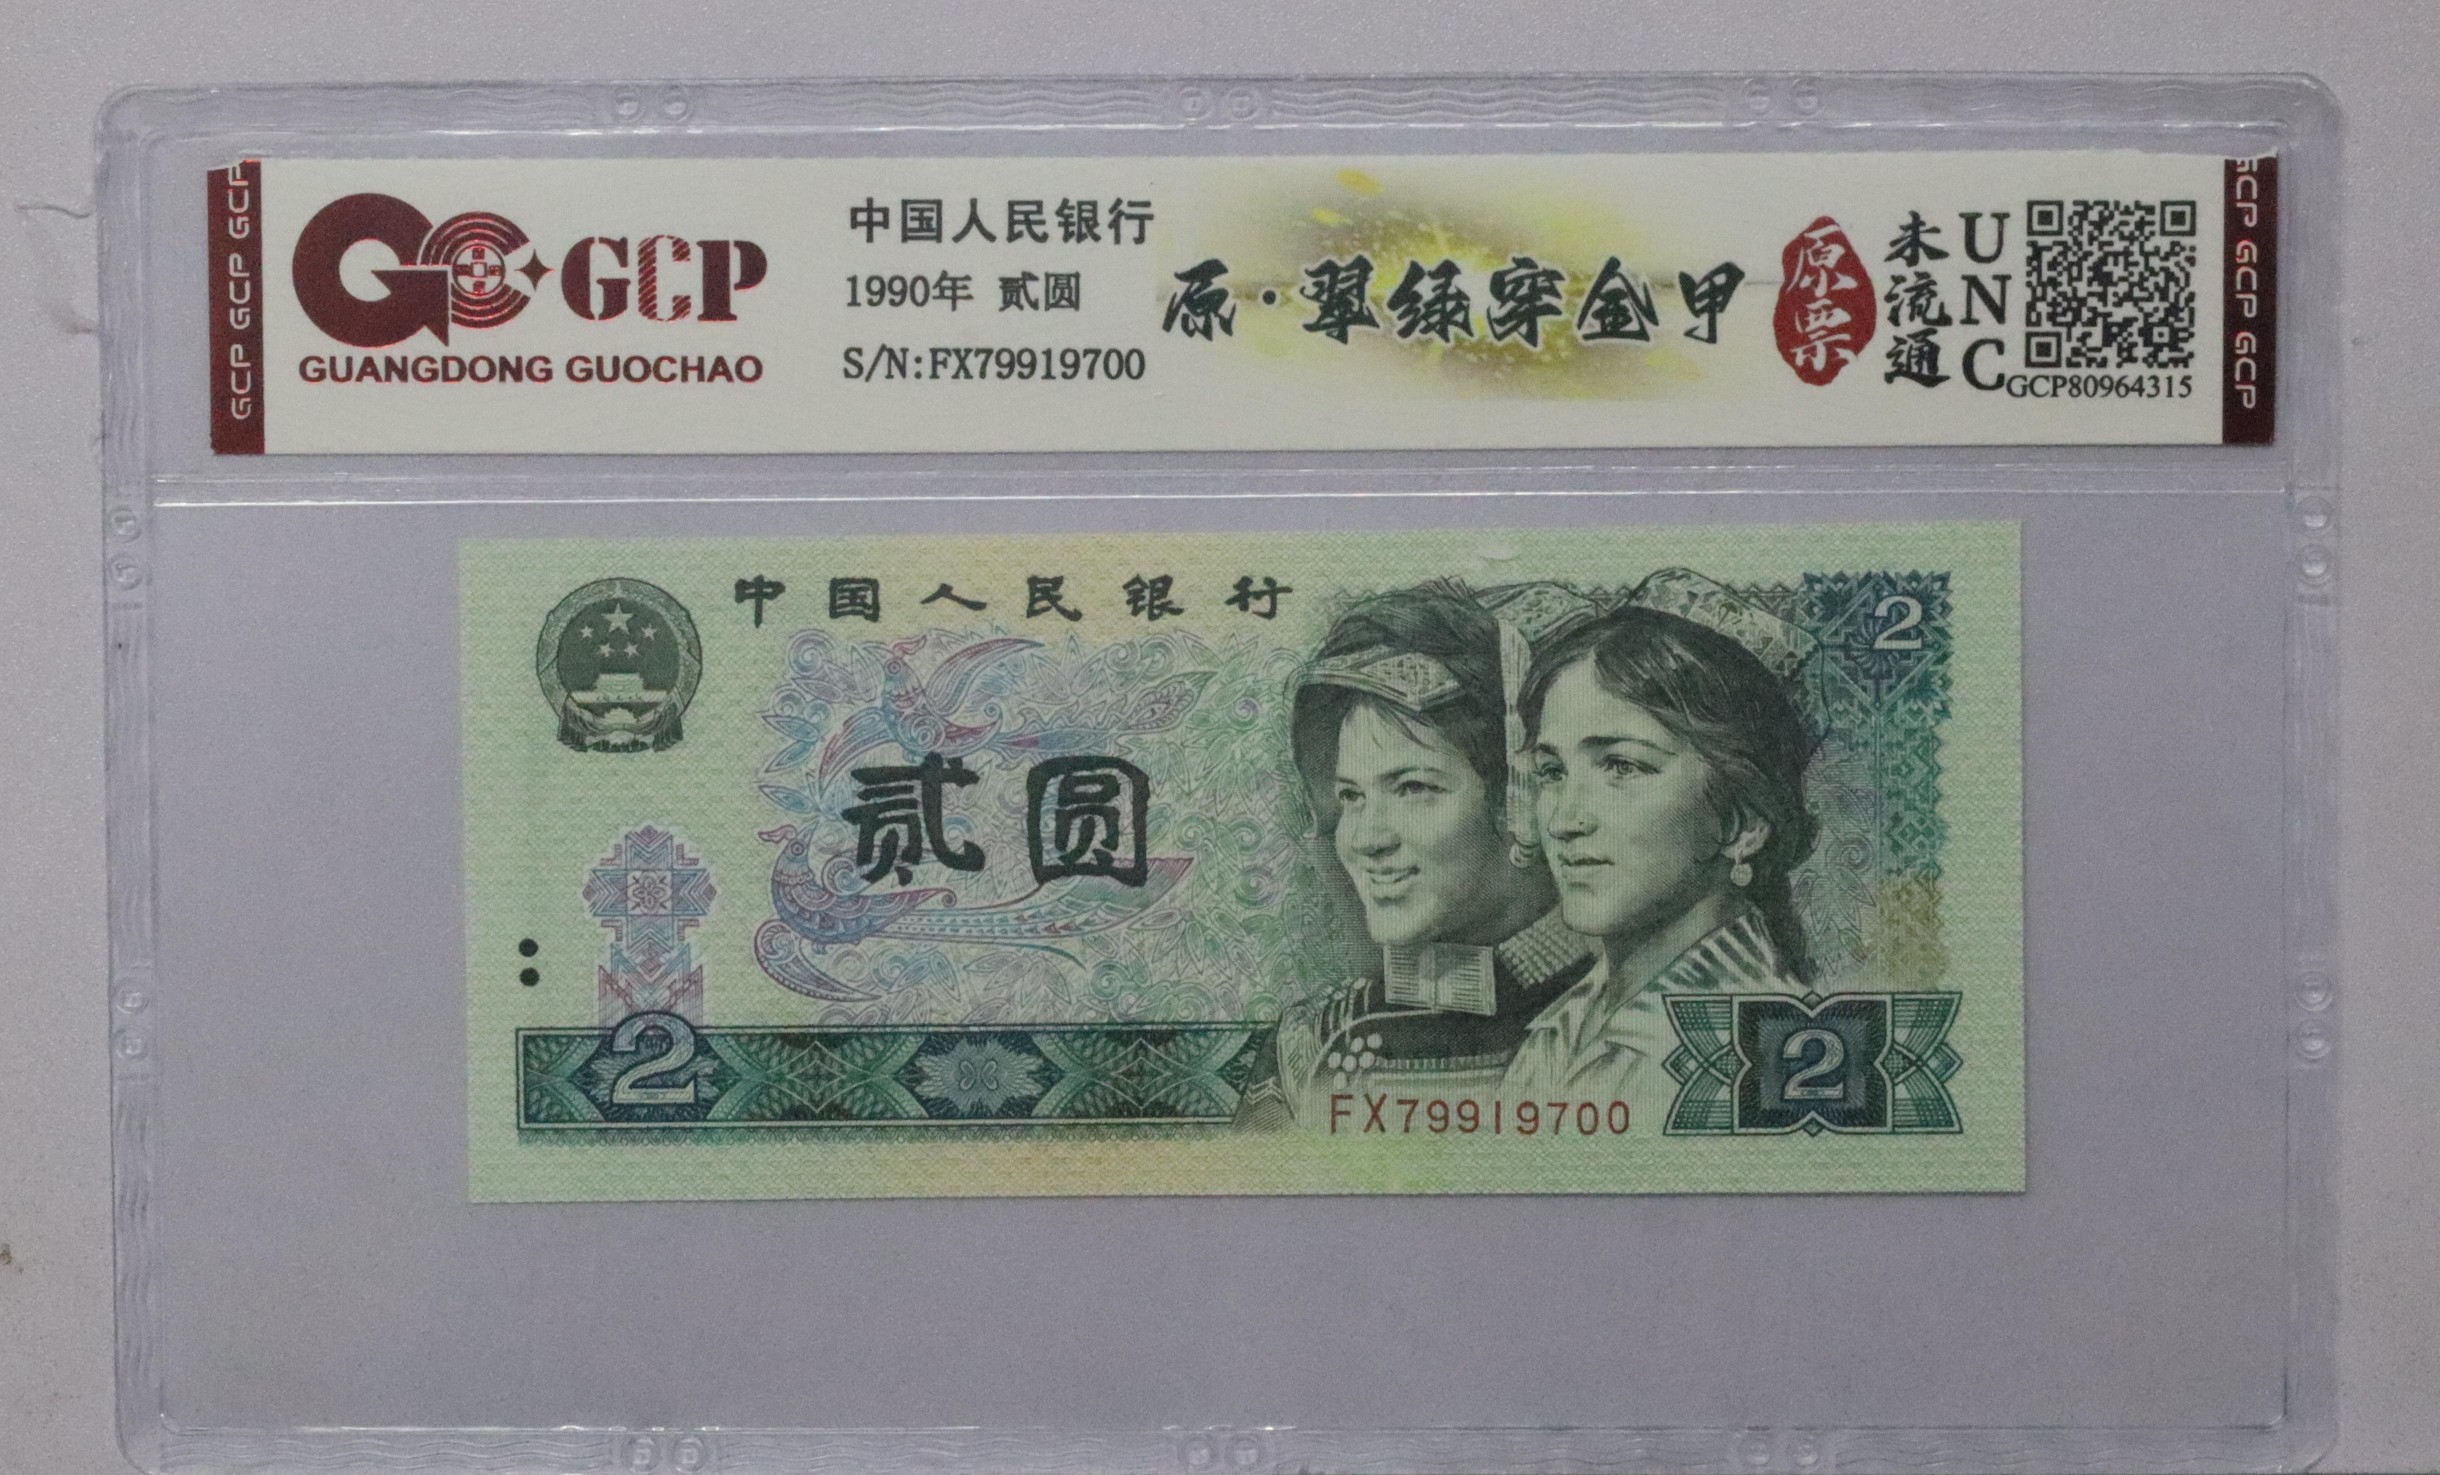 GCP GCP GCP
GCP
GUANGDONG GUOCHAO
中国人民银行
1990年 贰圆
S/N:FX79919700
原·翠绿穿金甲
原票
未流通
UNC
GCP80964315
GCP GCP GCP
中国人民银行
2
贰圆
2
FX79919700
2